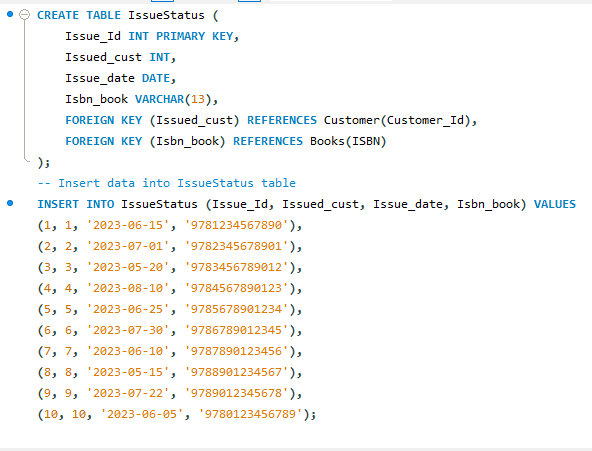 CREATE TABLE IssueStatus (
Issue_Id INT PRIMARY KEY,
Issued_cust INT,
Issue_date DATE,
Isbn_book VARCHAR(13),
FOREIGN KEY (Issued_cust) REFERENCES Customer(Customer_Id),
FOREIGN KEY (Isbn_book) REFERENCES Books(ISBN)
);
-- Insert data into IssueStatus table
INSERT INTO IssueStatus (Issue_Id, Issued_cust, Issue_date, Isbn_book) VALUES
(1, 1, '2023-06-15', '9781234567890'),
(2, 2, '2023-07-01', '9782345678901'),
(3, 3, '2023-05-20', '9783456789012'),
(4, 4, '2023-08-10', '9784567890123'),
(5, 5, '2023-06-25', '9785678901234'),
(6, 6, '2023-07-30', '9786789012345'),
(7, 7, '2023-06-10', '9787890123456'),
(8, 8, '2023-05-15', '9788901234567'),
(9, 9, '2023-07-22', '9789012345678'),
(10, 10, '2023-06-05', '9780123456789');